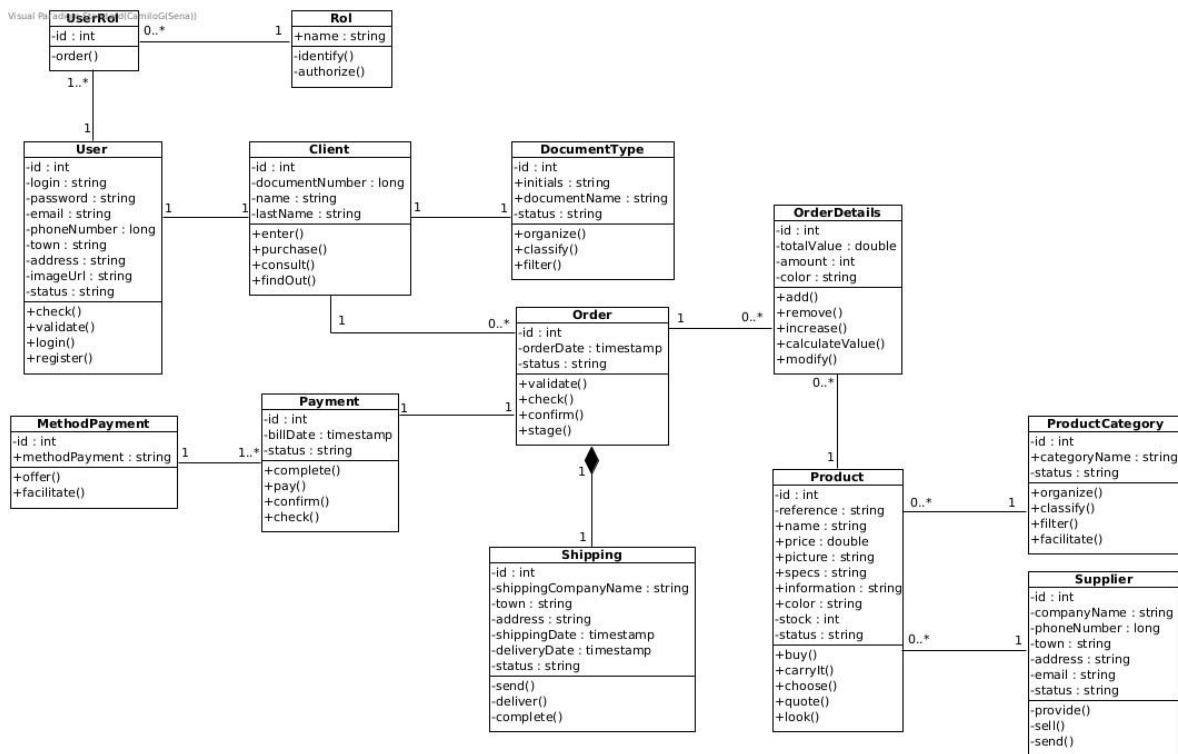 Visual Paradigm Standard(CamiloG(Sena))
UserRol
-id : int
-order()
0..*
1
Rol
+name : string
-identify()
-authorize()
1..*
1
User
-id : int
-login : string
-password : string
-email : string
-phoneNumber : long
-town : string
-address : string
-imageUrl : string
-status : string
+check()
+validate()
+login()
+register()
1
1
Client
-id : int
-documentNumber : long
-name : string
-lastName : string
+enter()
+purchase()
+consult()
+findOut()
1
1
DocumentType
-id : int
+initials : string
+documentName : string
-status : string
+organize()
+classify()
+filter()
1
0..*
Order
-id : int
-orderDate : timestamp
-status : string
+validate()
+check()
+confirm()
+stage()
1
0..*
OrderDetails
-id : int
-totalValue : double
-amount : int
-color : string
+add()
+remove()
+increase()
+calculateValue()
+modify()
0..*
1
MethodPayment
-id : int
+methodPayment : string
+offer()
+facilitate()
1
1..*
Payment
-id : int
-billDate : timestamp
-status : string
+complete()
+pay()
+confirm()
+check()
1
1
1
1
Shipping
-id : int
-shippingCompanyName : string
-town : string
-address : string
-shippingDate : timestamp
-deliveryDate : timestamp
-status : string
-send()
-deliver()
-complete()
Product
-id : int
-reference : string
+name : string
+price : double
+picture : string
+specs : string
+information : string
+color : string
-stock : int
-status : string
+buy()
+carryIt()
+choose()
+quote()
+look()
0..*
1
ProductCategory
-id : int
+categoryName : string
-status : string
+organize()
+classify()
+filter()
+facilitate()
0..*
1
Supplier
-id : int
-companyName : string
-phoneNumber : long
-town : string
-address : string
-email : string
-status : string
-provide()
-sell()
-send()